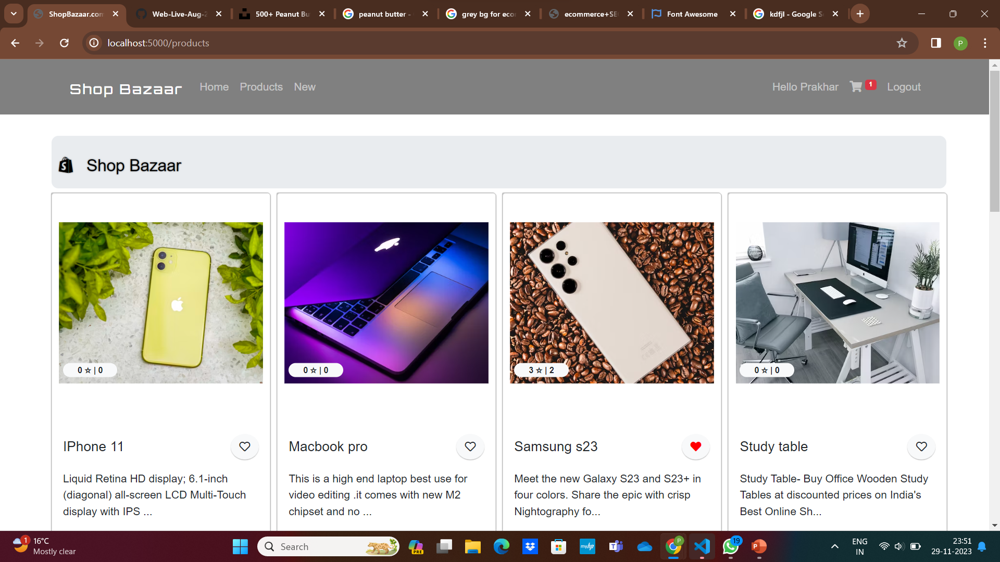 ShopBazaar.com
Web-Live-Aug-2
500+ Peanut Bu
peanut butter -
grey bg for ecom
ecommerce+SE
Font Awesome
kdfjl - Google S
localhost:5000/products
P
Shop Bazaar
Home
Products
New
Hello Prakhar
1
Logout
Shop Bazaar
0 ☆ | 0
0 ☆ | 0
3 ☆ | 2
0 ☆ | 0
IPhone 11
Liquid Retina HD display; 6.1-inch
(diagonal) all-screen LCD Multi-Touch
display with IPS ...
Macbook pro
This is a high end laptop best use for
video editing .it comes with new M2
chipset and no ...
Samsung s23
Meet the new Galaxy S23 and S23+ in
four colors. Share the epic with crisp
Nightography fo...
Study table
Study Table- Buy Office Wooden Study
Tables at discounted prices on India's
Best Online Sh...
1
16°C
Mostly clear
Search
PRE
myhp
P
19
P
ENG
IN
23:51
29-11-2023